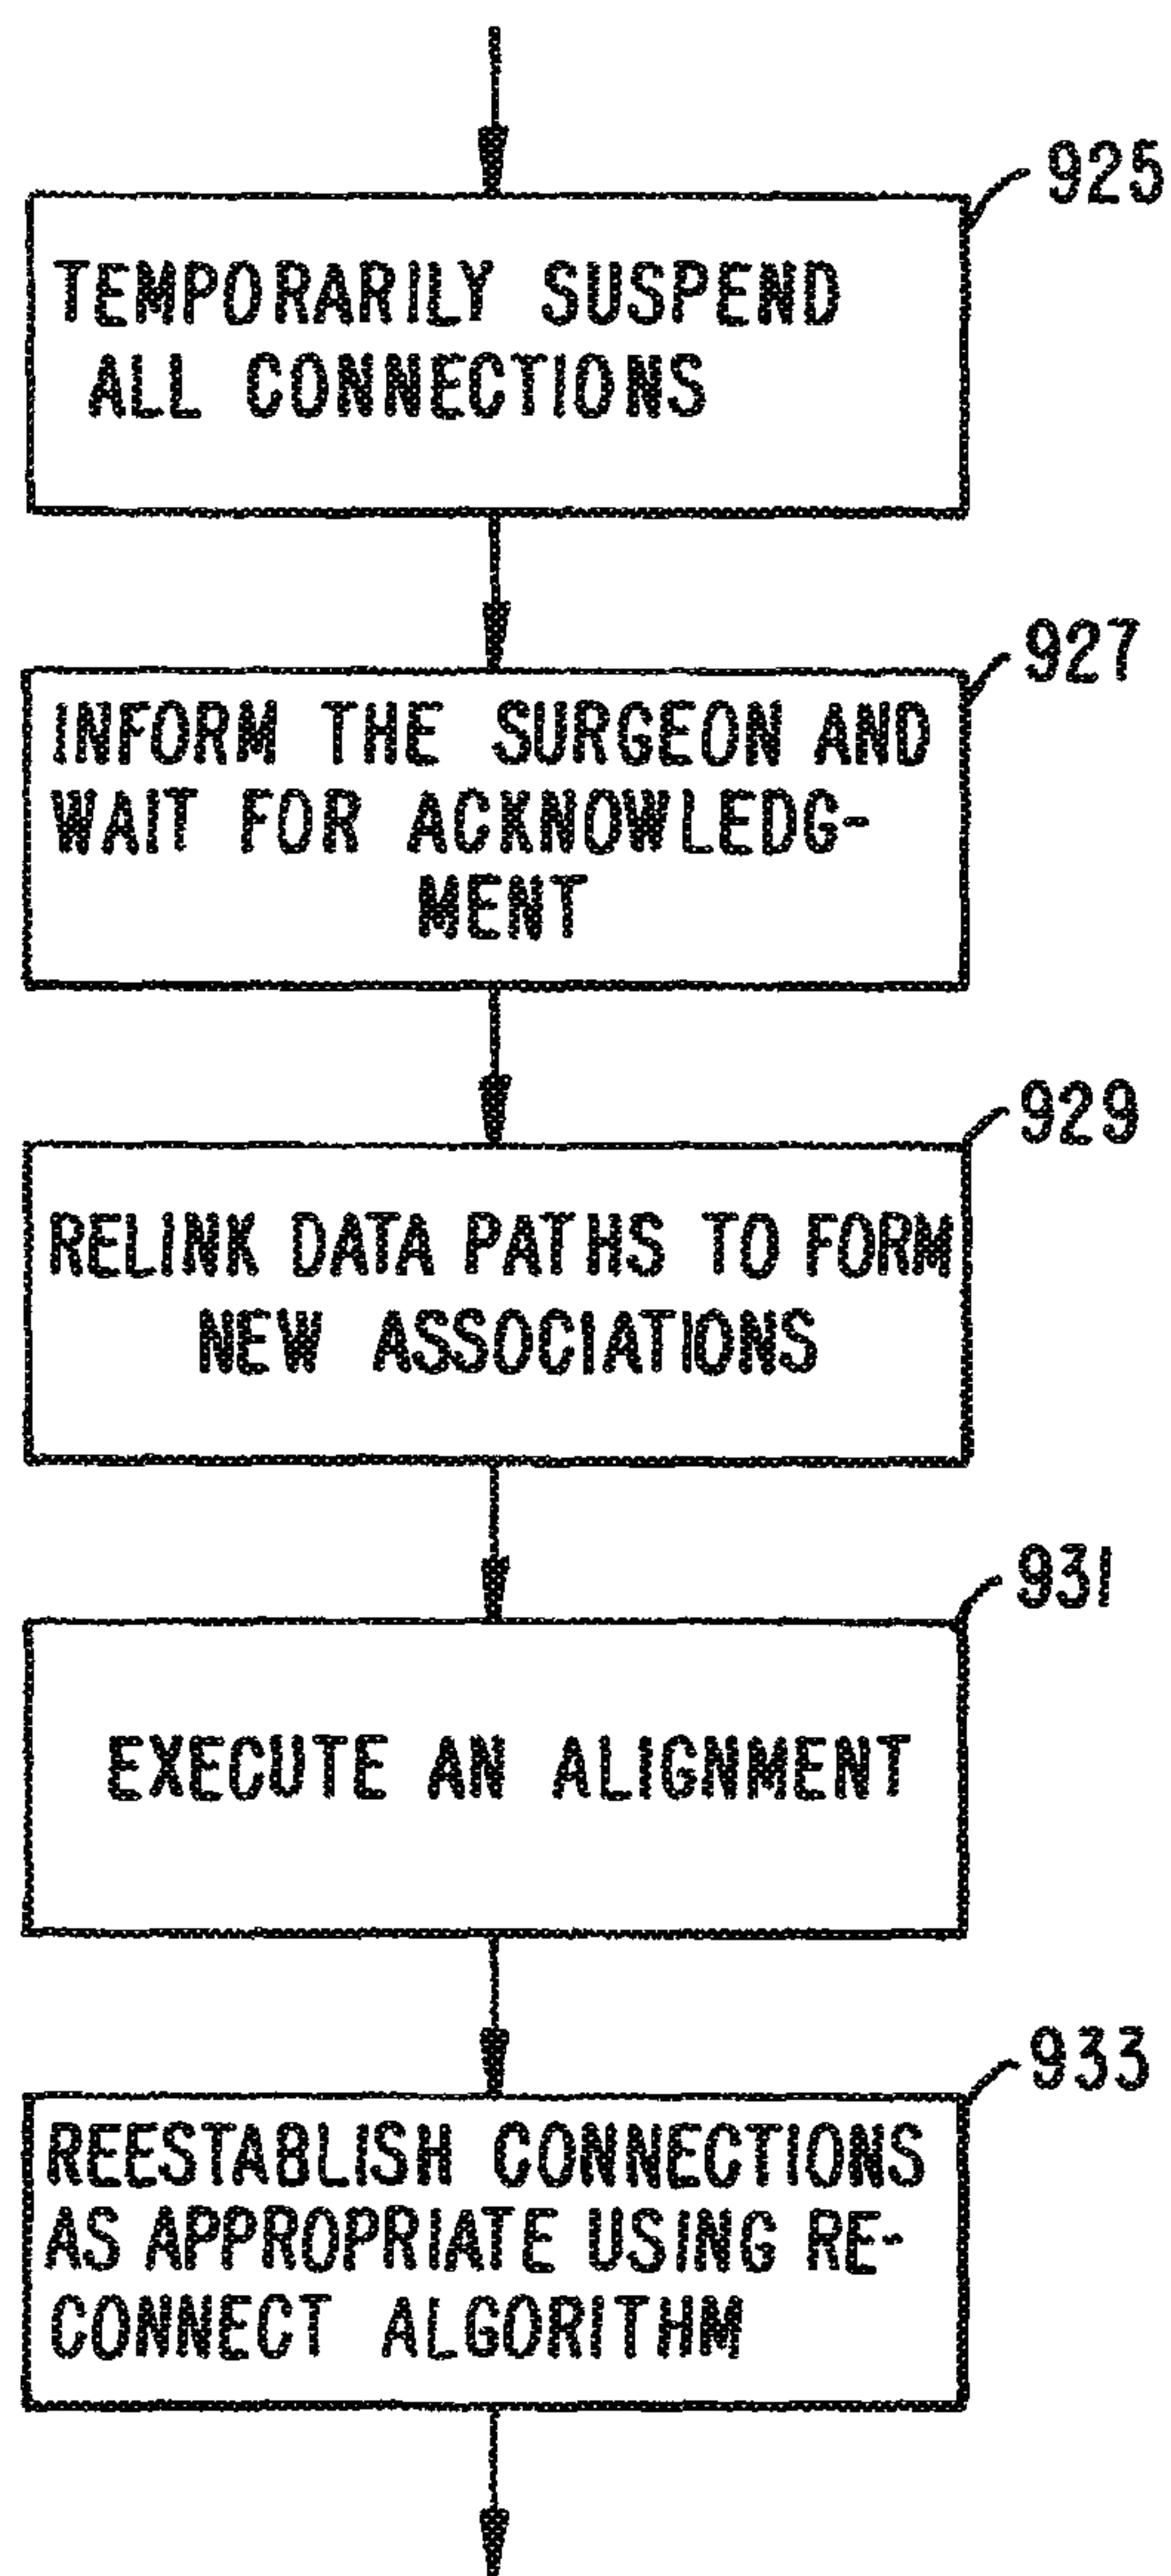 925
TEMPORARILY SUSPEND
ALL CONNECTIONS
927
INFORM THE SURGEON AND
WAIT FOR ACKNOWLEDG-
MENT
929
RELINK DATA PATHS TO FORM
NEW ASSOCIATIONS
931
EXECUTE AN ALIGNMENT
933
REESTABLISH CONNECTIONS
AS APPROPRIATE USING RE-
CONNECT ALGORITHM